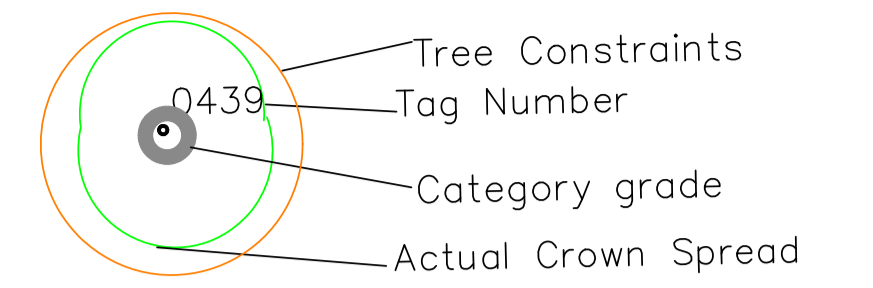 Tree Constraints
0439
Tag Number
Category grade
Actual Crown Spread